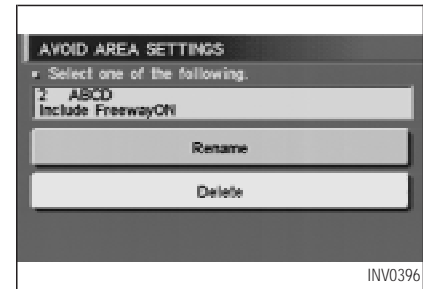 AVOID AREA SETTINGS
Select one of the following.
2 ABCD
Include FreewayON
Rename
Delete
INV0396